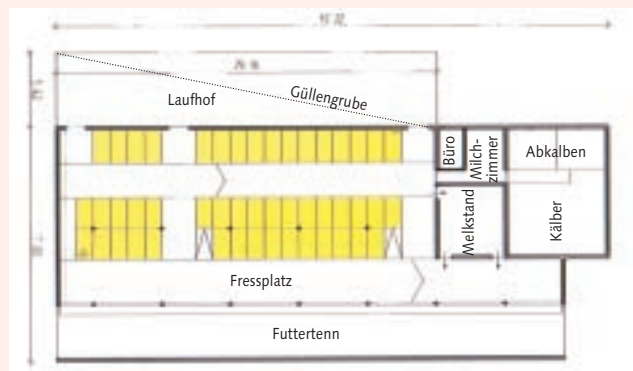 Laufhof
Güllengrube
Büro
Milch-
zimmer
Abkalben
Melkstand
Kälber
Fressplatz
Futtertenn